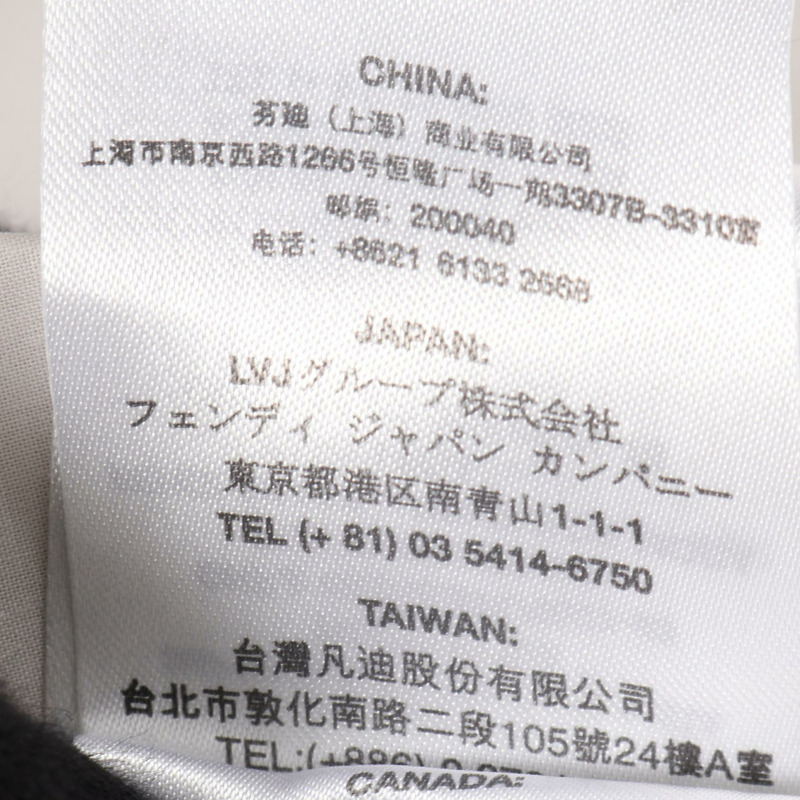 CHINA:
芬迪（上海）商业有限公司
上海市南京西路1266号恒隆广场一期3307B-3310室
邮编：200040
电话：+8621 6133 2668
JAPAN:
LVJグループ株式会社
フェンディ ジャパン カンパニー
東京都港区南青山1-1-1
TEL (+ 81) 03 5414-6750
TAIWAN:
台灣凡迪股份有限公司
台北市敦化南路二段105號24樓A室
TEL:(+886)
CANADA: